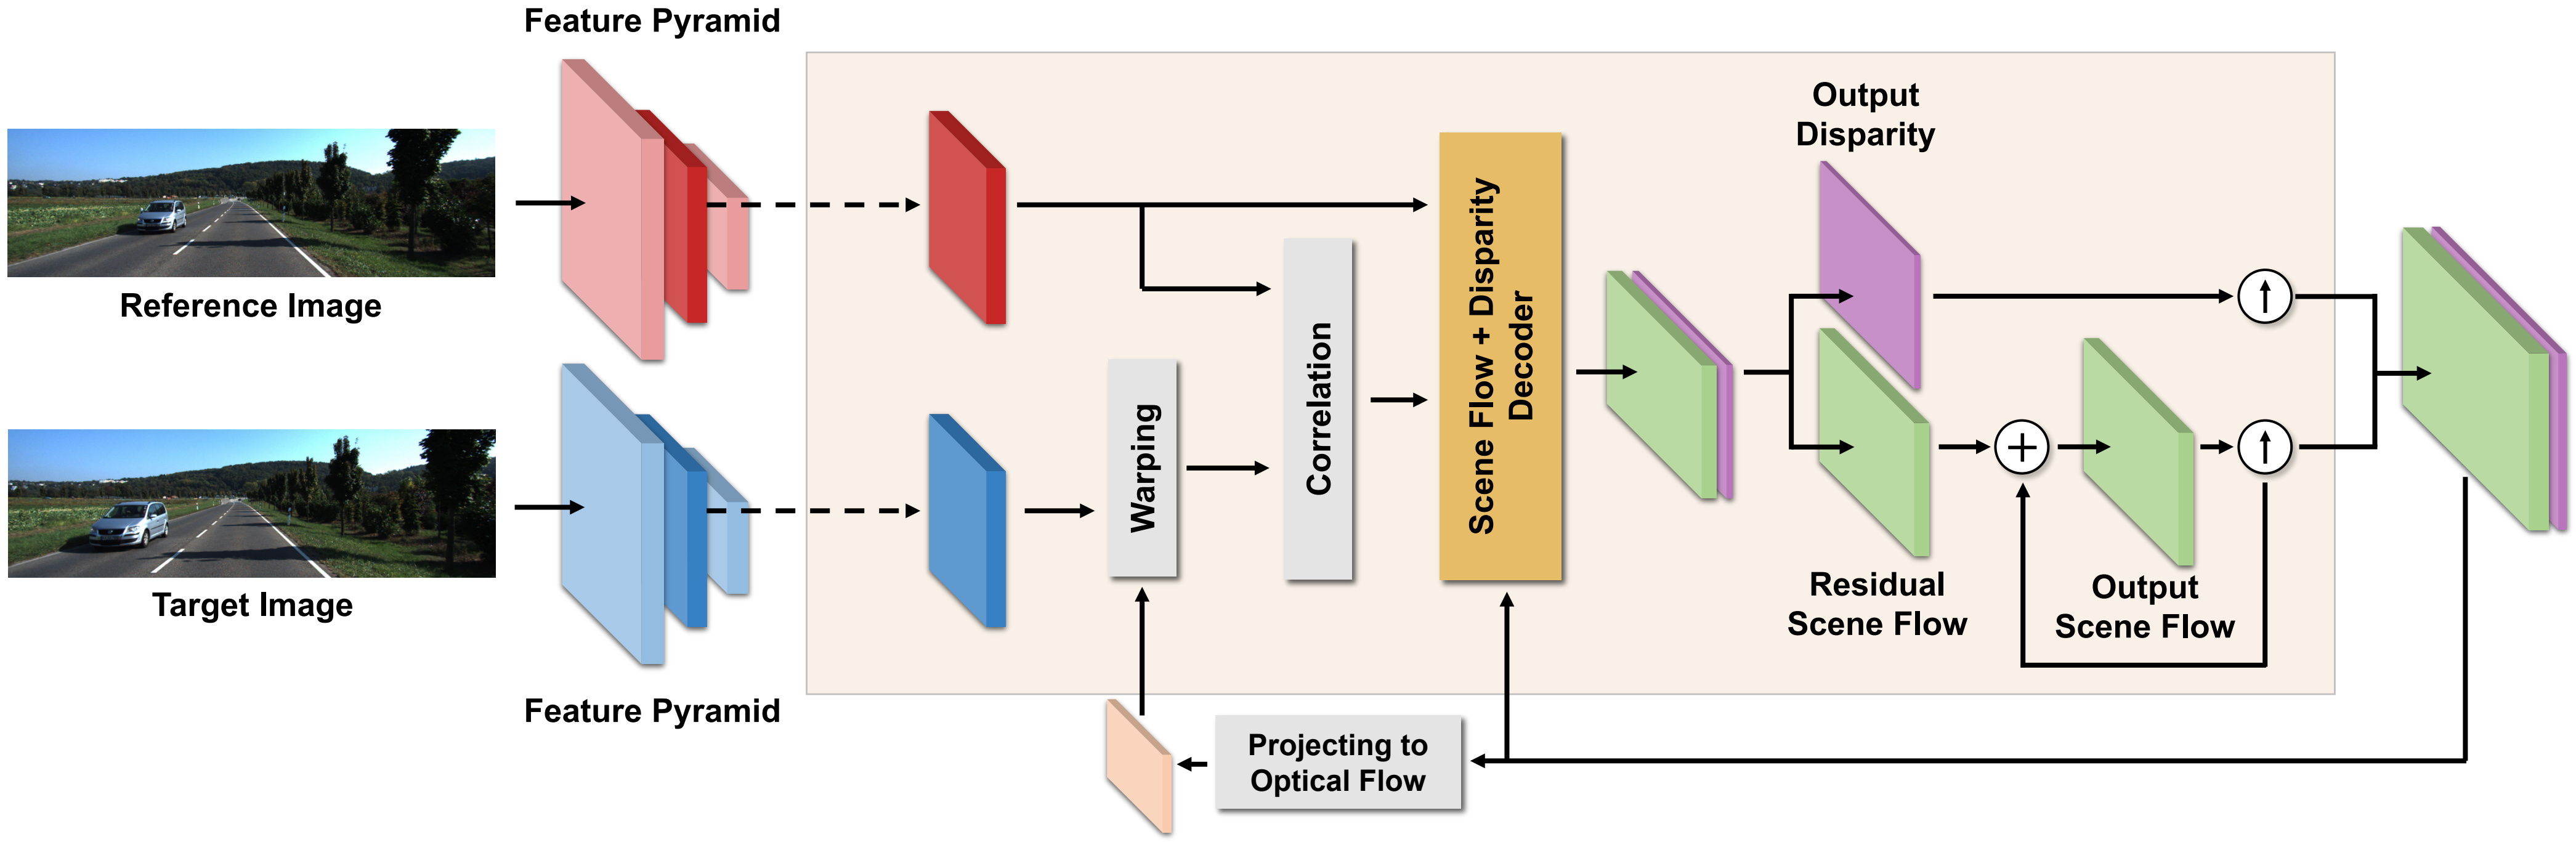 Feature Pyramid
Reference Image
Target Image
Feature Pyramid
Warping
Correlation
Scene Flow + Disparity
Decoder
Output
Disparity
Residual
Scene Flow
Output
Scene Flow
Projecting to
Optical Flow